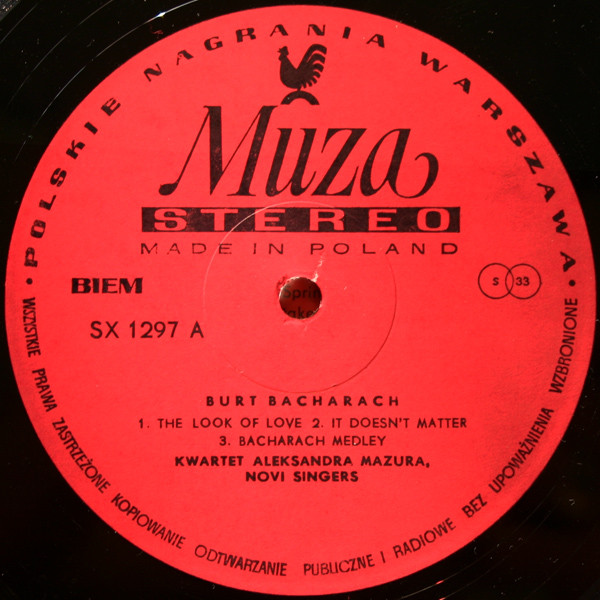 • POLSKIE NAGRANIA WARSZAWA •
Muza
STEREO
MADE IN POLAND
BIEM
S 33
SX 1297 A
BURT BACHARACH
1. THE LOOK OF LOVE 2. IT DOESN'T MATTER
3. BACHARACH MEDLEY
KWARTET ALEKSANDRA MAZURA,
NOVI SINGERS
WSZYSTKIE PRAWA ZASTRZEŻONE KOPIOWANIE ODTWARZANIE PUBLICZNE I RADIOWE BEZ UPOWAŻNIENIA WZBRONIONE